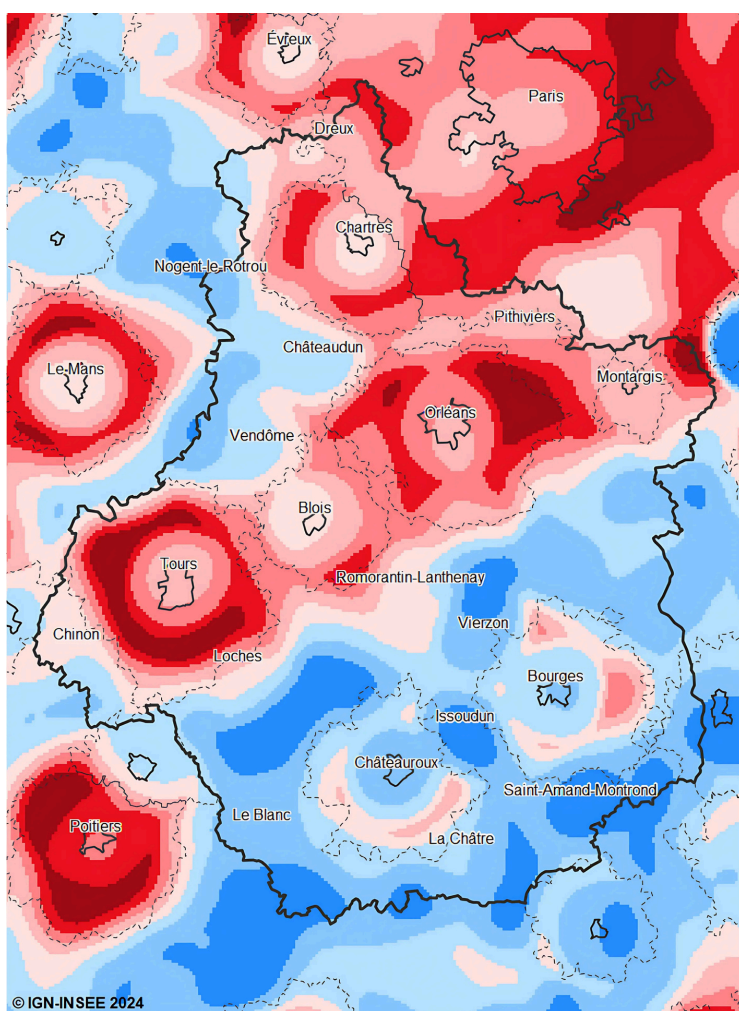 Évreux
Paris
Dreux
Chartres
Nogent-le-Rotrou
Pithiviers
Châteaudun
Le Mans
Montargis
Orléans
Vendôme
Blois
Tours
Romorantin-Lanthenay
Vierzon
Chinon
Loches
Bourges
Issoudun
Châteauroux
Saint-Amand-Montrond
Le Blanc
Poitiers
La Châtre
© IGN-INSEE 2024